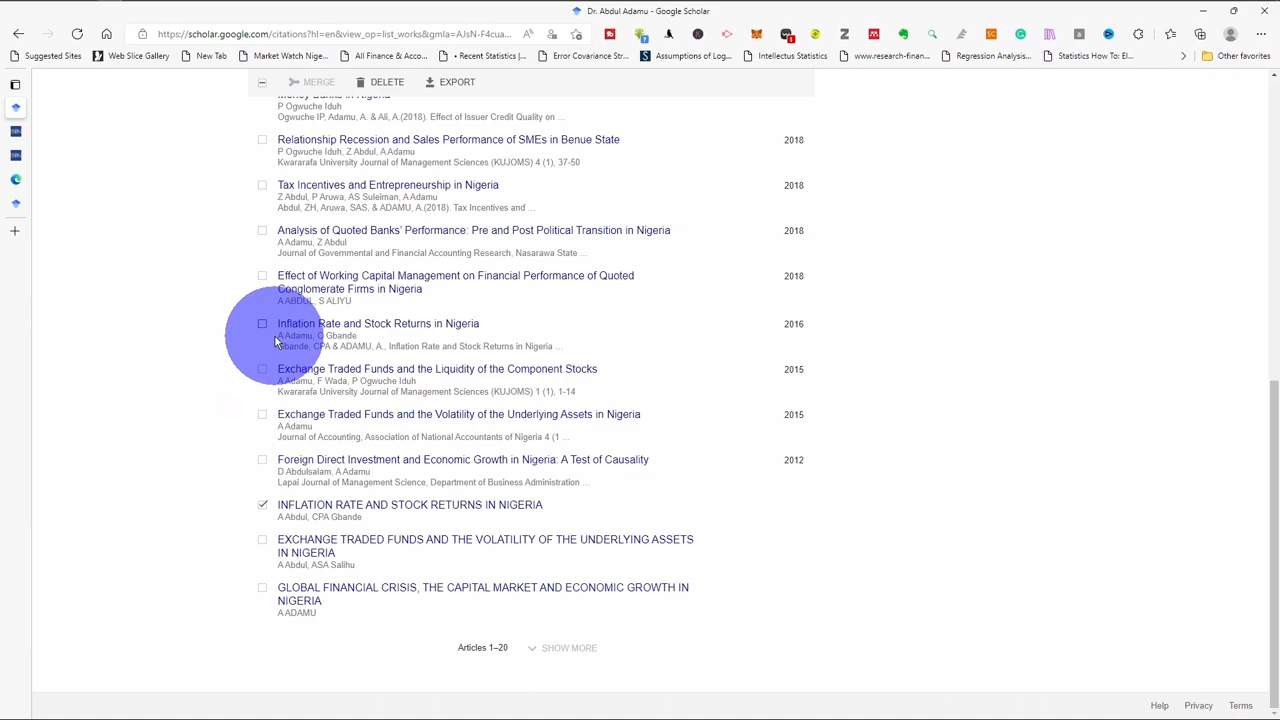 Dr. Abdul Adamu - Google Scholar
https://scholar.google.com/citations?hl=en&view_op=list_works&gmla=AJsN-F4cua...
Suggested Sites
Web Slice Gallery
New Tab
Market Watch Nige...
All Finance & Acco...
• Recent Statistics |...
Error Covariance Str...
Assumptions of Log...
Intellectus Statistics
www.research-finan...
Regression Analysis...
Statistics How To: El...
Other favorites
MERGE DELETE EXPORT
Money Banks in Nigeria
P Ogwuche Iduh
Ogwuche IP, Adamu, A. & Ali, A.(2018). Effect of Issuer Credit Quality on ...
Relationship Recession and Sales Performance of SMEs in Benue State 2018
P Ogwuche Iduh, Z Abdul, A Adamu
Kwararafa University Journal of Management Sciences (KUJOMS) 4 (1), 37-50
Tax Incentives and Entrepreneurship in Nigeria 2018
Z Abdul, P Aruwa, AS Suleiman, A Adamu
Abdul, ZH, Aruwa, SAS, & ADAMU, A.(2018). Tax Incentives and ...
Analysis of Quoted Banks' Performance: Pre and Post Political Transition in Nigeria 2018
A Adamu, Z Abdul
Journal of Governmental and Financial Accounting Research, Nasarawa State ...
Effect of Working Capital Management on Financial Performance of Quoted 2018
Conglomerate Firms in Nigeria
A ABDUL, S ALIYU
Inflation Rate and Stock Returns in Nigeria 2016
A Adamu, C Gbande
Gbande, CPA & ADAMU, A., Inflation Rate and Stock Returns in Nigeria ...
Exchange Traded Funds and the Liquidity of the Component Stocks 2015
A Adamu, F Wada, P Ogwuche Iduh
Kwararafa University Journal of Management Sciences (KUJOMS) 1 (1), 1-14
Exchange Traded Funds and the Volatility of the Underlying Assets in Nigeria 2015
A Adamu
Journal of Accounting, Association of National Accountants of Nigeria 4 (1 ...
Foreign Direct Investment and Economic Growth in Nigeria: A Test of Causality 2012
D Abdulsalam, A Adamu
Lapai Journal of Management Science, Department of Business Administration ...
INFLATION RATE AND STOCK RETURNS IN NIGERIA
A Abdul, CPA Gbande
EXCHANGE TRADED FUNDS AND THE VOLATILITY OF THE UNDERLYING ASSETS
IN NIGERIA
A Abdul, ASA Salihu
GLOBAL FINANCIAL CRISIS, THE CAPITAL MARKET AND ECONOMIC GROWTH IN
NIGERIA
A ADAMU
Articles 1–20 SHOW MORE
Help Privacy Terms